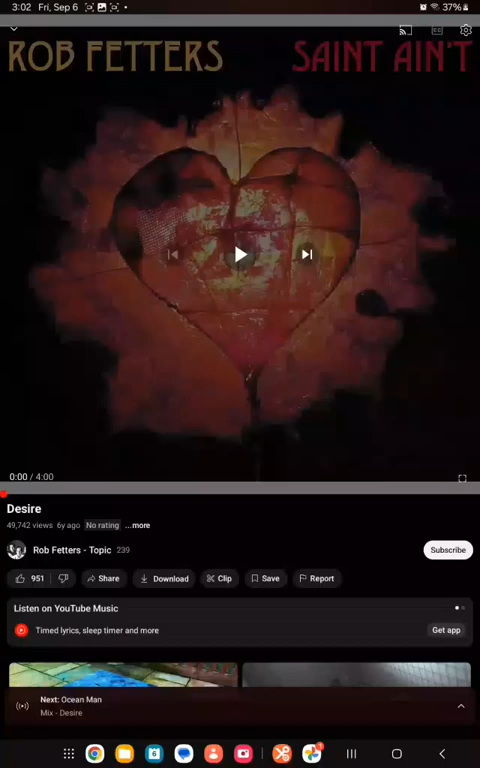 3:02 Fri, Sep 6
37%
CC
ROB FETTERS SAINT AIN'T
0:00 / 4:00
Desire
49,742 views 6y ago No rating ...more
Rob Fetters - Topic 239
Subscribe
951 Share Download Clip Save Report
Listen on YouTube Music
Timed lyrics, sleep timer and more
Get app
Next: Ocean Man
Mix - Desire
6